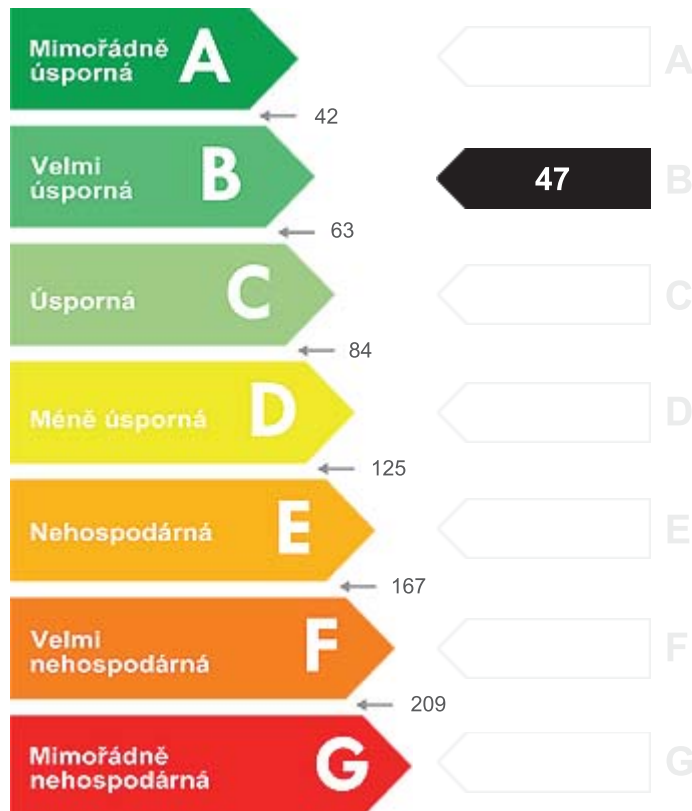 Mimořádně
úsporná
A
A
42
Velmi
úsporná
B
47
B
63
Úsporná
C
C
84
Méně úsporná
D
D
125
Nehospodárná
E
E
167
Velmi
nehospodárná
F
F
209
Mimořádně
nehospodárná
G
G